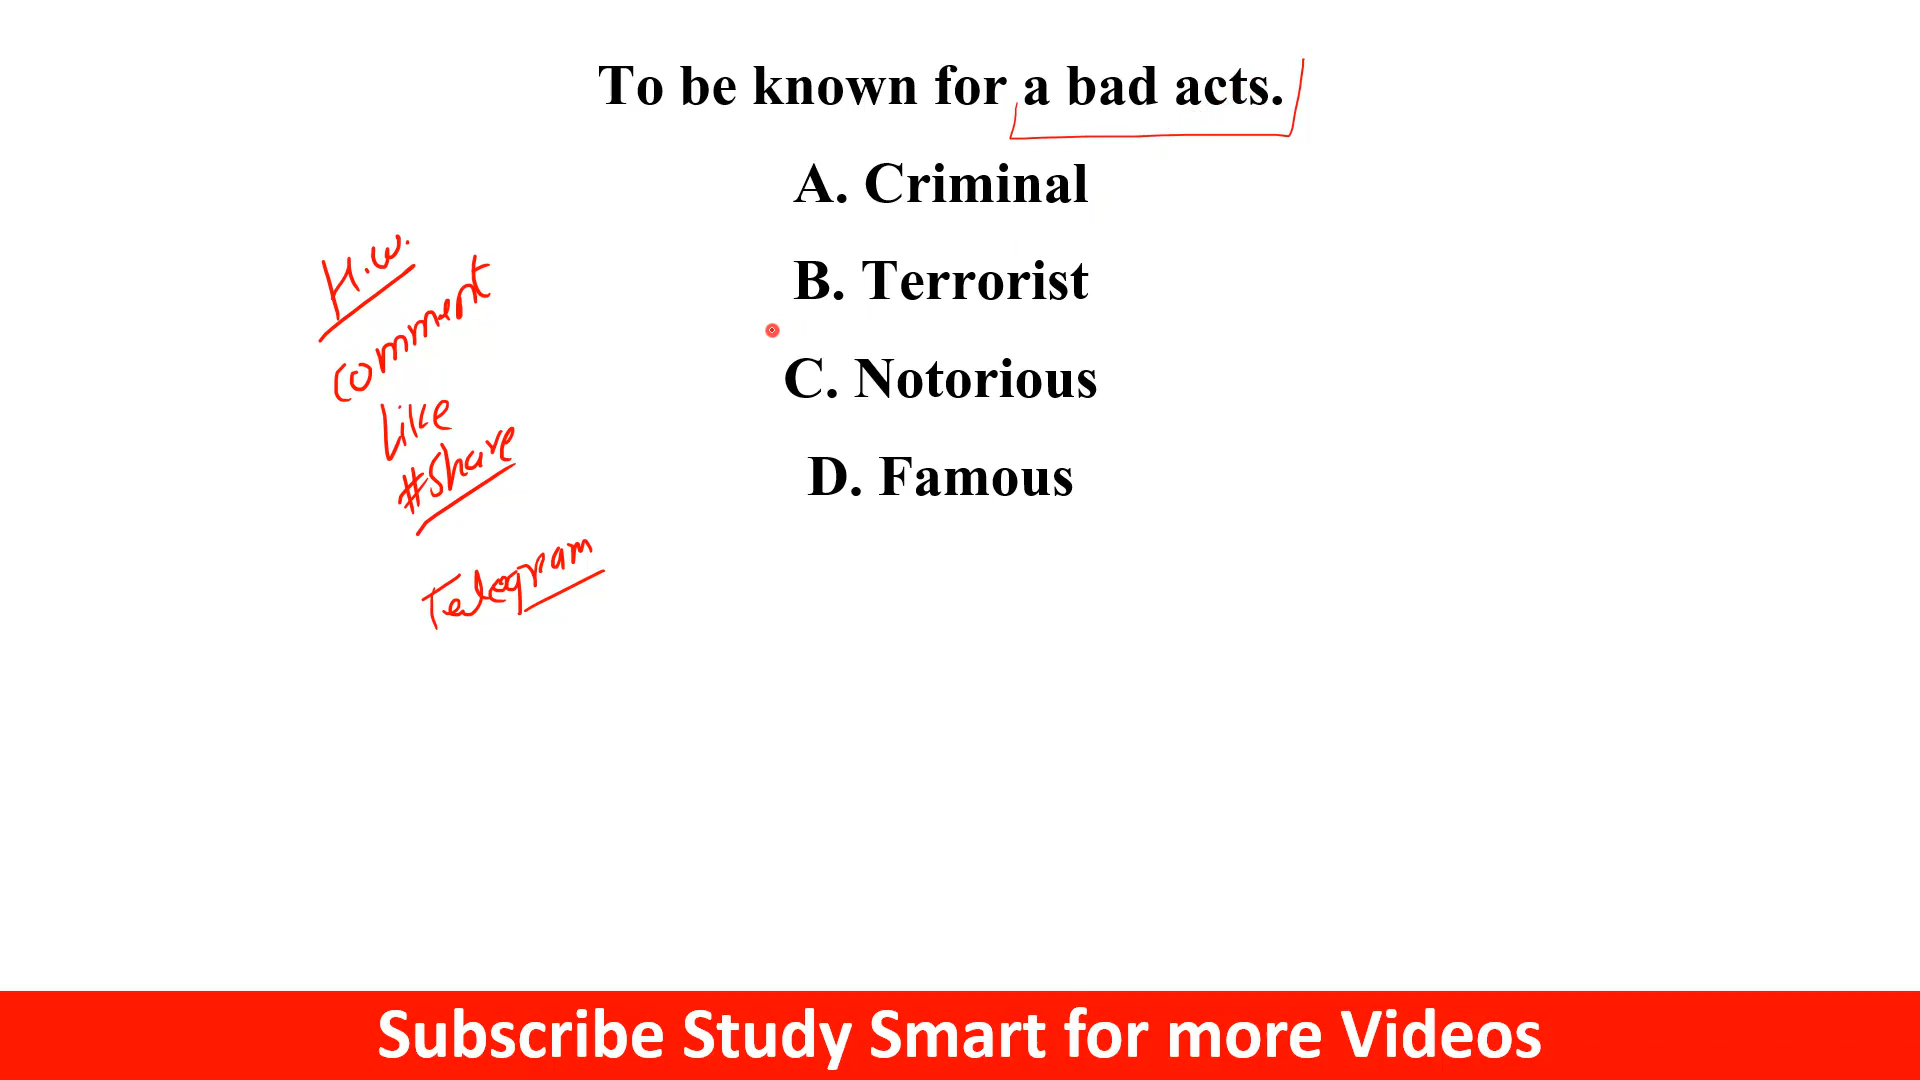 To be known for a bad acts.
A. Criminal
B. Terrorist
C. Notorious
D. Famous
H.W.
Comment
Like
#Share
Telegram
Subscribe Study Smart for more Videos